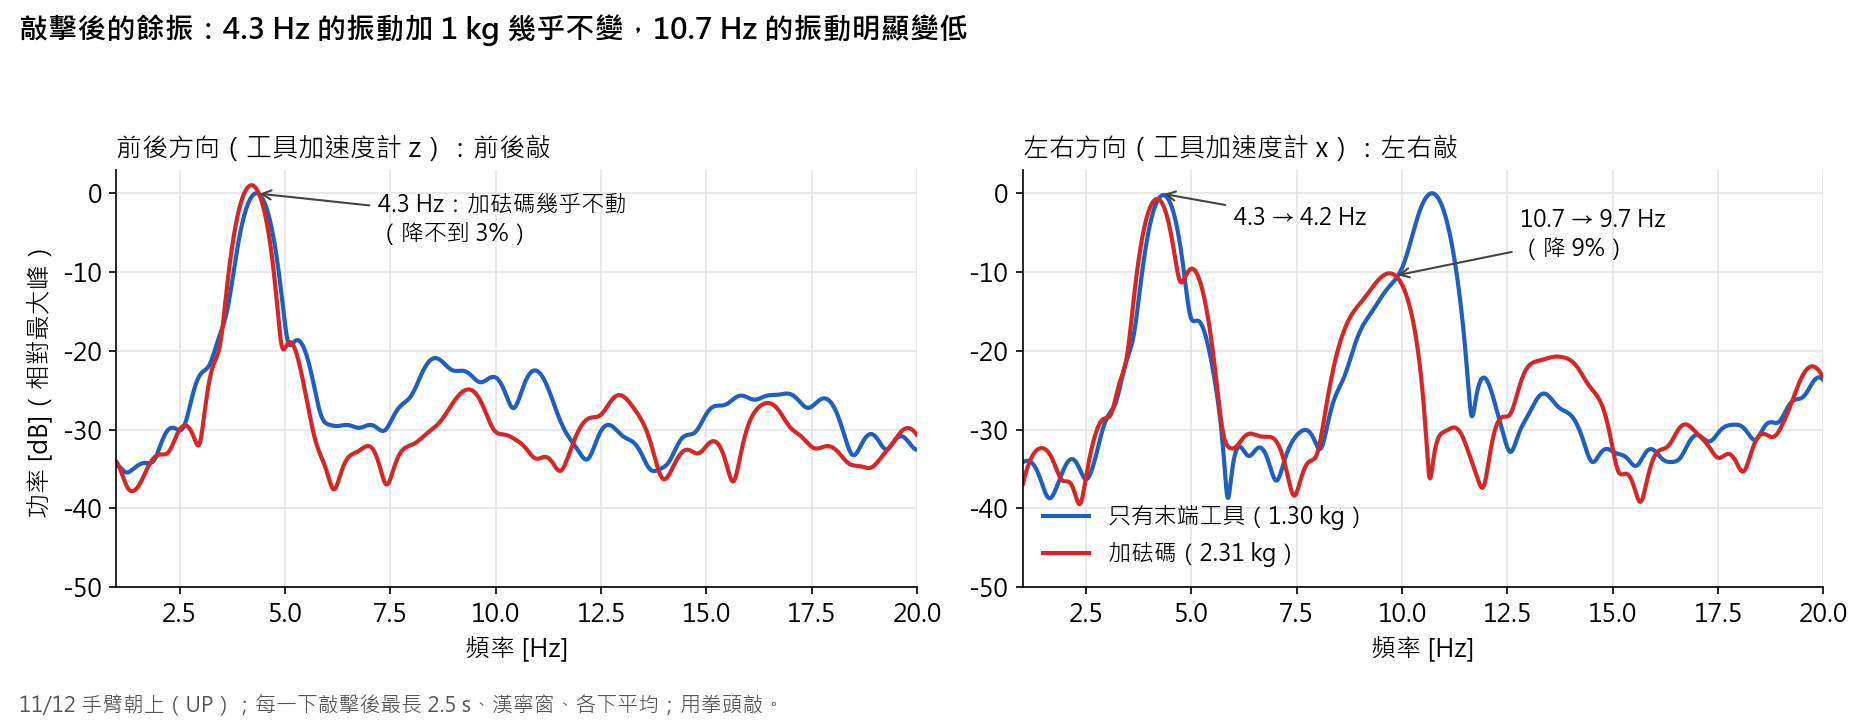 敲擊後的餘振：4.3 Hz 的振動加 1 kg 幾乎不變，10.7 Hz 的振動明顯變低
前後方向（工具加速度計 z）：前後敲
4.3 Hz：加砝碼幾乎不動
（降不到 3%）
功率 [dB]（相對最大峰）
0
-10
-20
-30
-40
-50
2.5
5.0
7.5
10.0
12.5
15.0
17.5
20.0
頻率 [Hz]
左右方向（工具加速度計 x）：左右敲
4.3 → 4.2 Hz
10.7 → 9.7 Hz
（降 9%）
0
-10
-20
-30
-40
-50
只有末端工具（1.30 kg）
加砝碼（2.31 kg）
2.5
5.0
7.5
10.0
12.5
15.0
17.5
20.0
頻率 [Hz]
11/12 手臂朝上（UP）；每一下敲擊後最長 2.5 s、漢寧窗、各下平均；用拳頭敲。